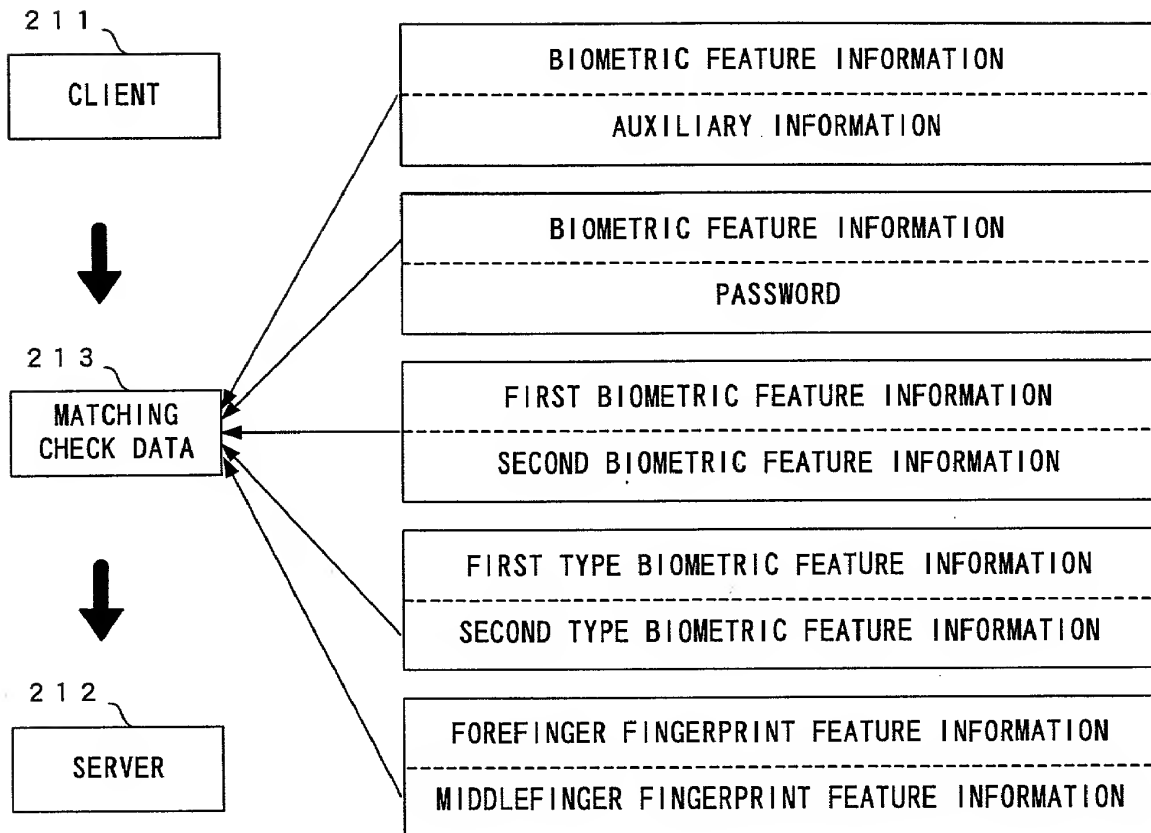 211
CLIENT
213
MATCHING
CHECK DATA
212
SERVER
BIOMETRIC FEATURE INFORMATION
AUXILIARY INFORMATION
BIOMETRIC FEATURE INFORMATION
PASSWORD
FIRST BIOMETRIC FEATURE INFORMATION
SECOND BIOMETRIC FEATURE INFORMATION
FIRST TYPE BIOMETRIC FEATURE INFORMATION
SECOND TYPE BIOMETRIC FEATURE INFORMATION
FOREFINGER FINGERPRINT FEATURE INFORMATION
MIDDLEFINGER FINGERPRINT FEATURE INFORMATION